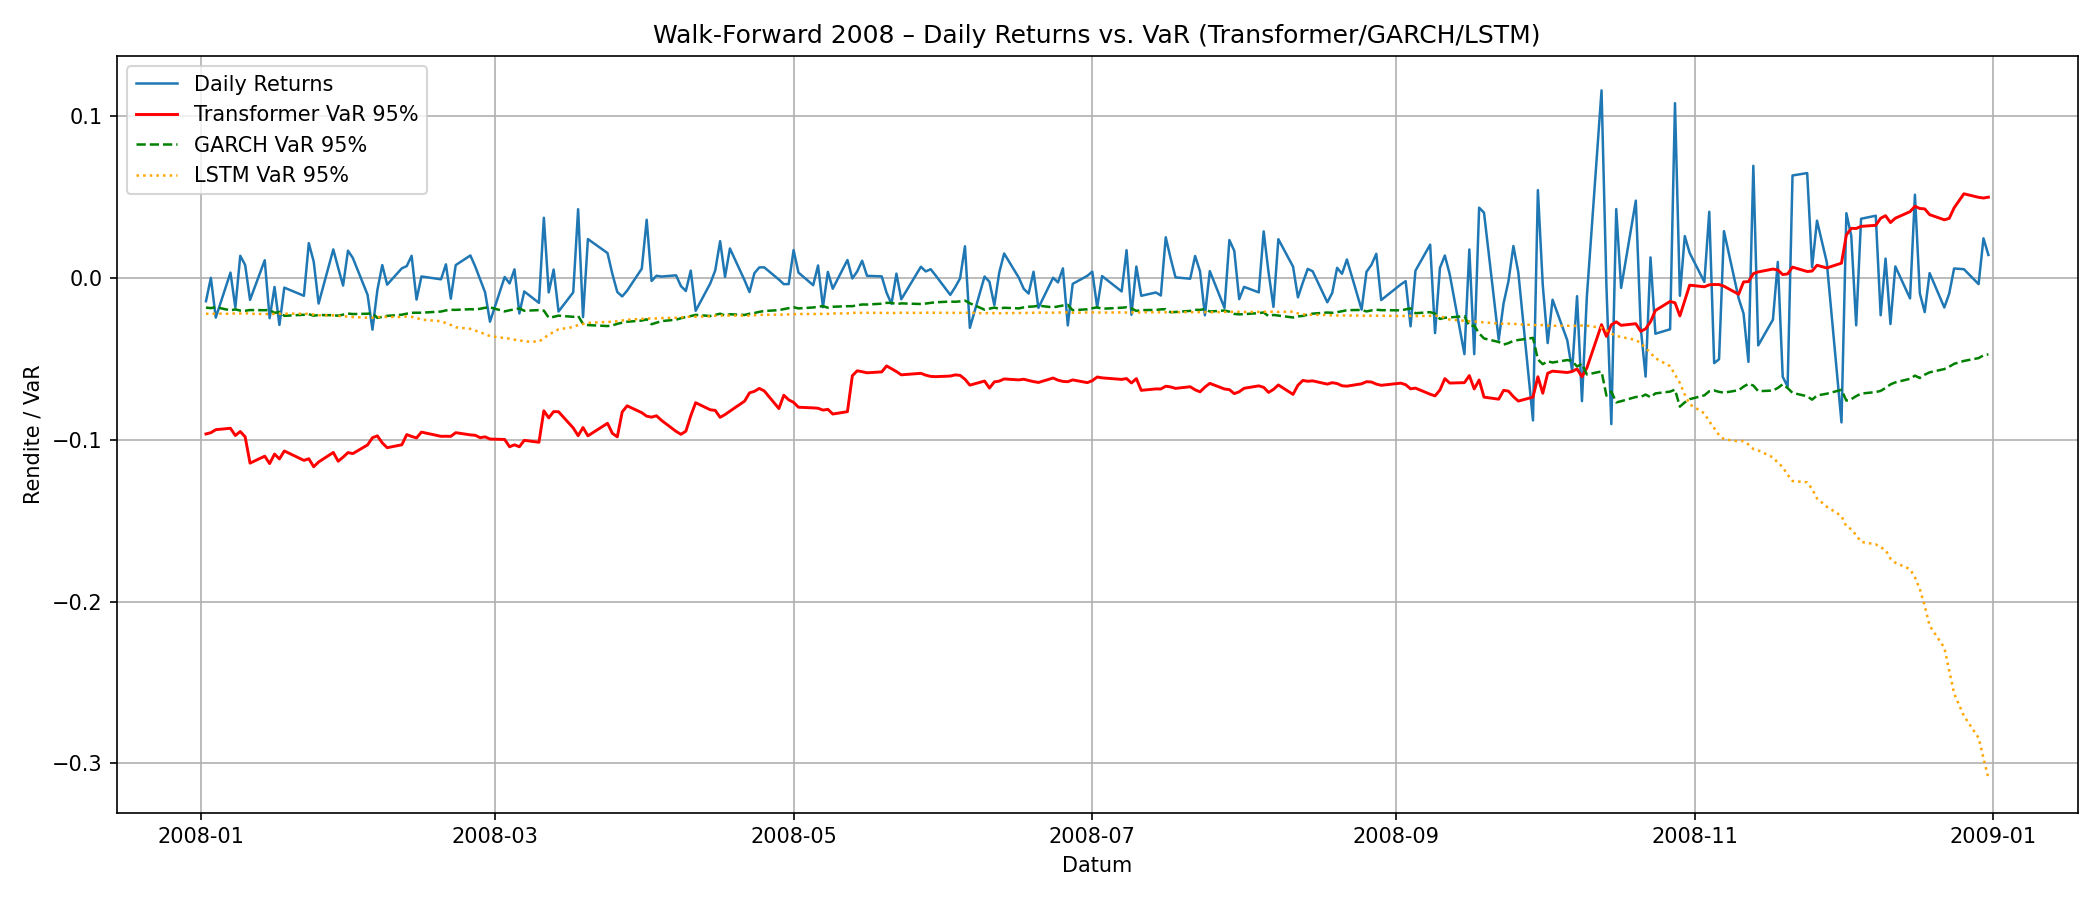 Walk-Forward 2008 – Daily Returns vs. VaR (Transformer/GARCH/LSTM)
Daily Returns
Transformer VaR 95%
GARCH VaR 95%
LSTM VaR 95%
Rendite / VaR
0.1
0.0
−0.1
−0.2
−0.3
2008-01
2008-03
2008-05
2008-07
2008-09
2008-11
2009-01
Datum